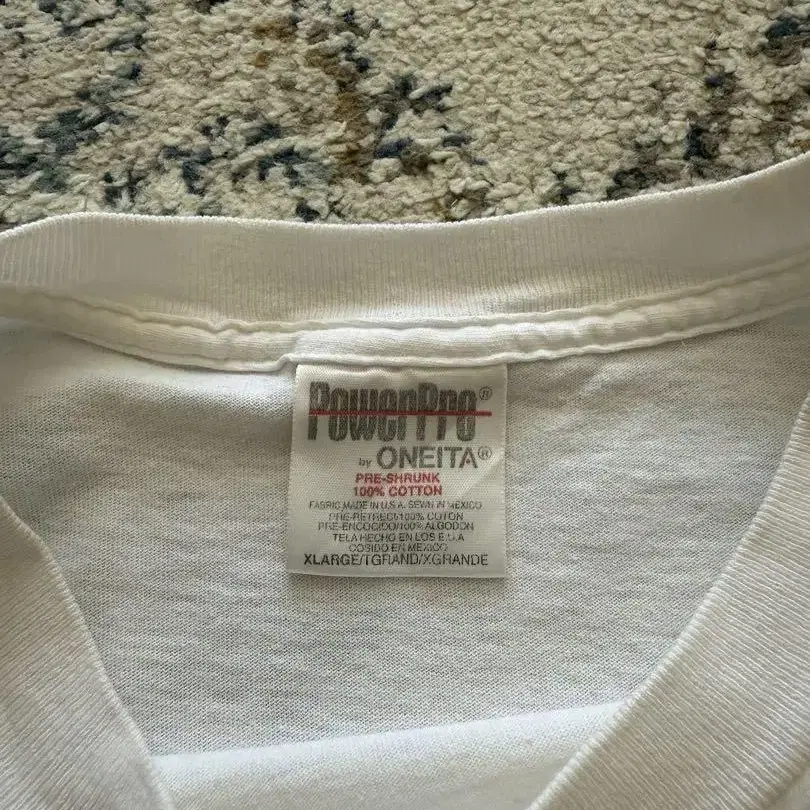 PowerPro®
by ONEITA®
PRE-SHRUNK
100% COTTON
FABRIC MADE IN U.S.A. SEWN IN MEXICO
PRE-RETRECI/100% COTON
PRE-ENCOGIDO/100% ALGODON
TELA HECHO EN LOS E.U.A
COSIDO EN MEXICO
XLARGE/TGRAND/XGRANDE